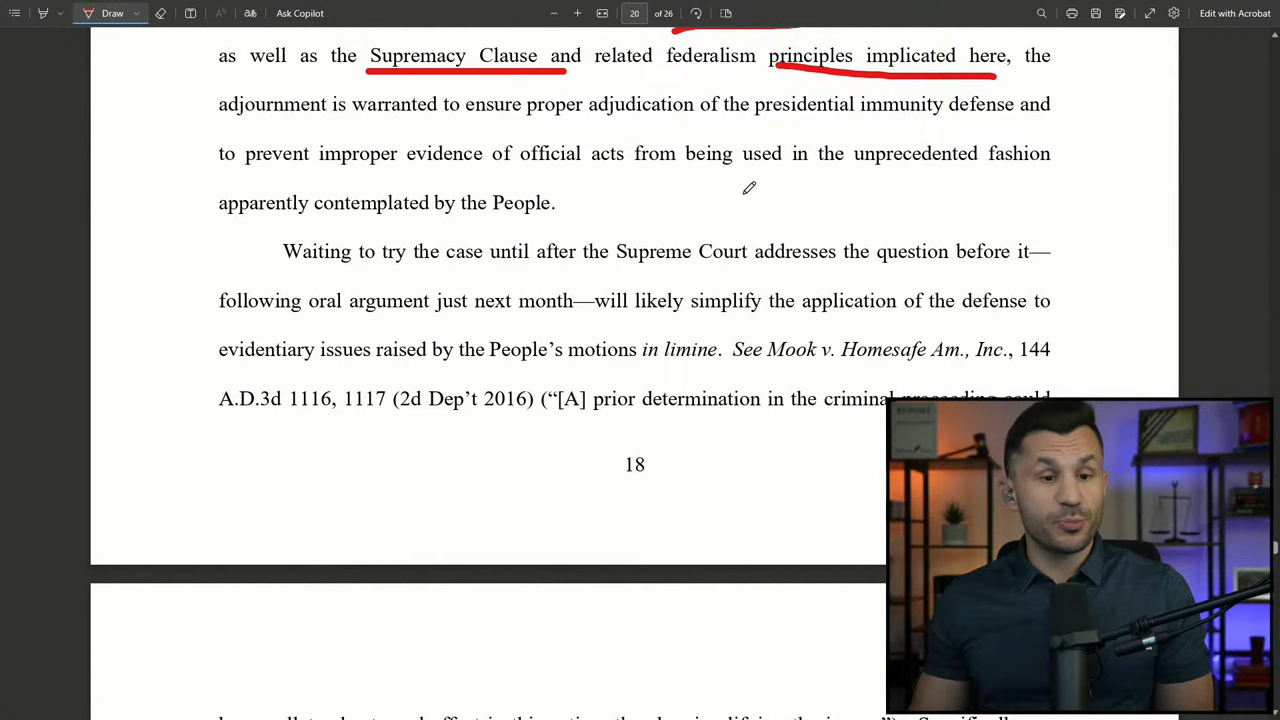 Draw
Ask Copilot
20 of 26
Edit with Acrobat
as well as the Supremacy Clause and related federalism principles implicated here, the
adjournment is warranted to ensure proper adjudication of the presidential immunity defense and
to prevent improper evidence of official acts from being used in the unprecedented fashion
apparently contemplated by the People.
Waiting to try the case until after the Supreme Court addresses the question before it—
following oral argument just next month—will likely simplify the application of the defense to
evidentiary issues raised by the People's motions in limine. See Mook v. Homesafe Am., Inc., 144
A.D.3d 1116, 1117 (2d Dep't 2016) (“[A] prior determination in the criminal proceeding could
18